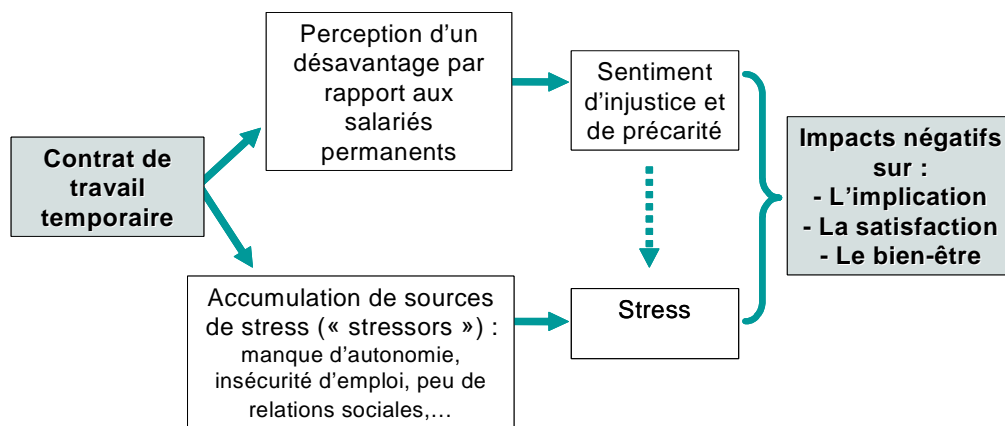 Perception d’un
désavantage par
rapport aux
salariés
permanents
Sentiment
d’injustice et
de précarité
Contrat de
travail
temporaire
Impacts négatifs
sur :
- L’implication
- La satisfaction
- Le bien-être
Accumulation de sources
de stress (« stressors ») :
manque d’autonomie,
insécurité d’emploi, peu de
relations sociales,…
Stress